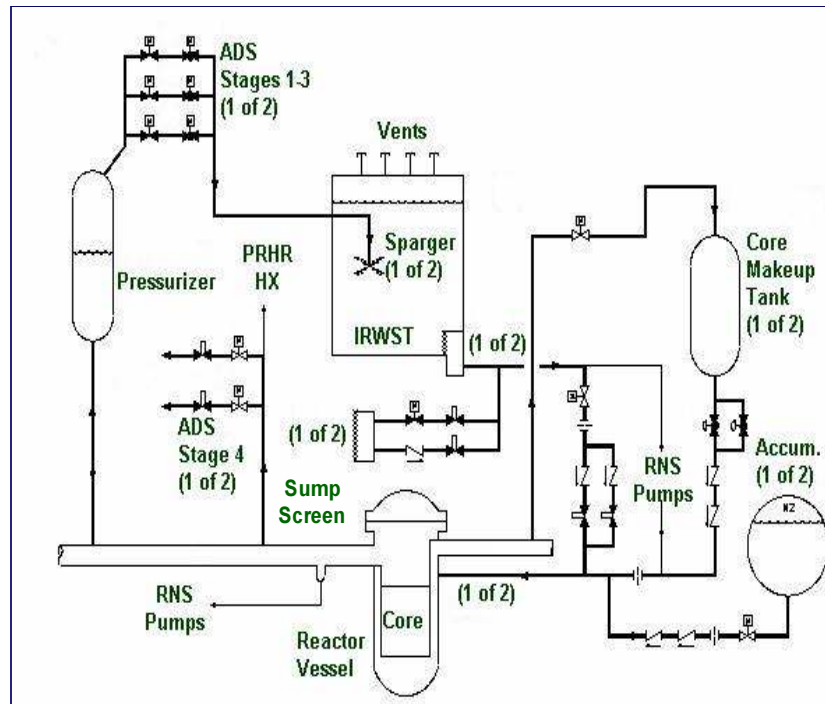 ADS
Stages 1-3
(1 of 2)
Vents
Sparger
(1 of 2)
Core
Makeup
Tank
(1 of 2)
Pressurizer
PRHR
HX
IRWST
(1 of 2)
ADS
Stage 4
(1 of 2)
(1 of 2)
RNS
Pumps
Accum.
(1 of 2)
N2
Sump
Screen
(1 of 2)
RNS
Pumps
Core
Reactor
Vessel
M
M
M
M
M
M
M
M
M
M
M
M